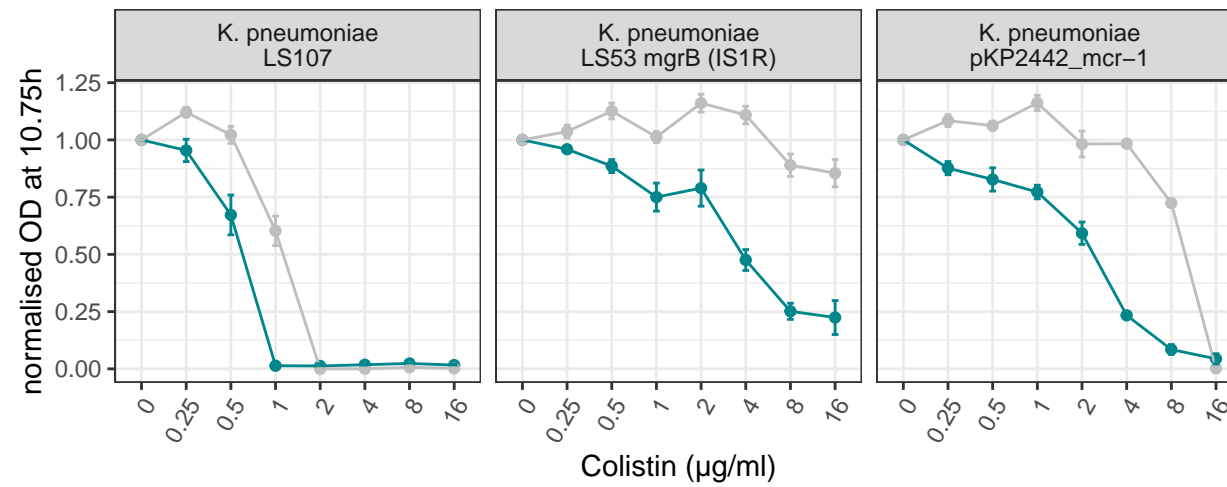 K. pneumoniae
LS107
K. pneumoniae
LS53 mgrB (IS1R)
K. pneumoniae
pKP2442_mcr−1
normalised OD at 10.75h
1.25
1.00
0.75
0.50
0.25
0.00
0 0.25 0.5 1 2 4 8 16
0 0.25 0.5 1 2 4 8 16
0 0.25 0.5 1 2 4 8 16
Colistin (µg/ml)